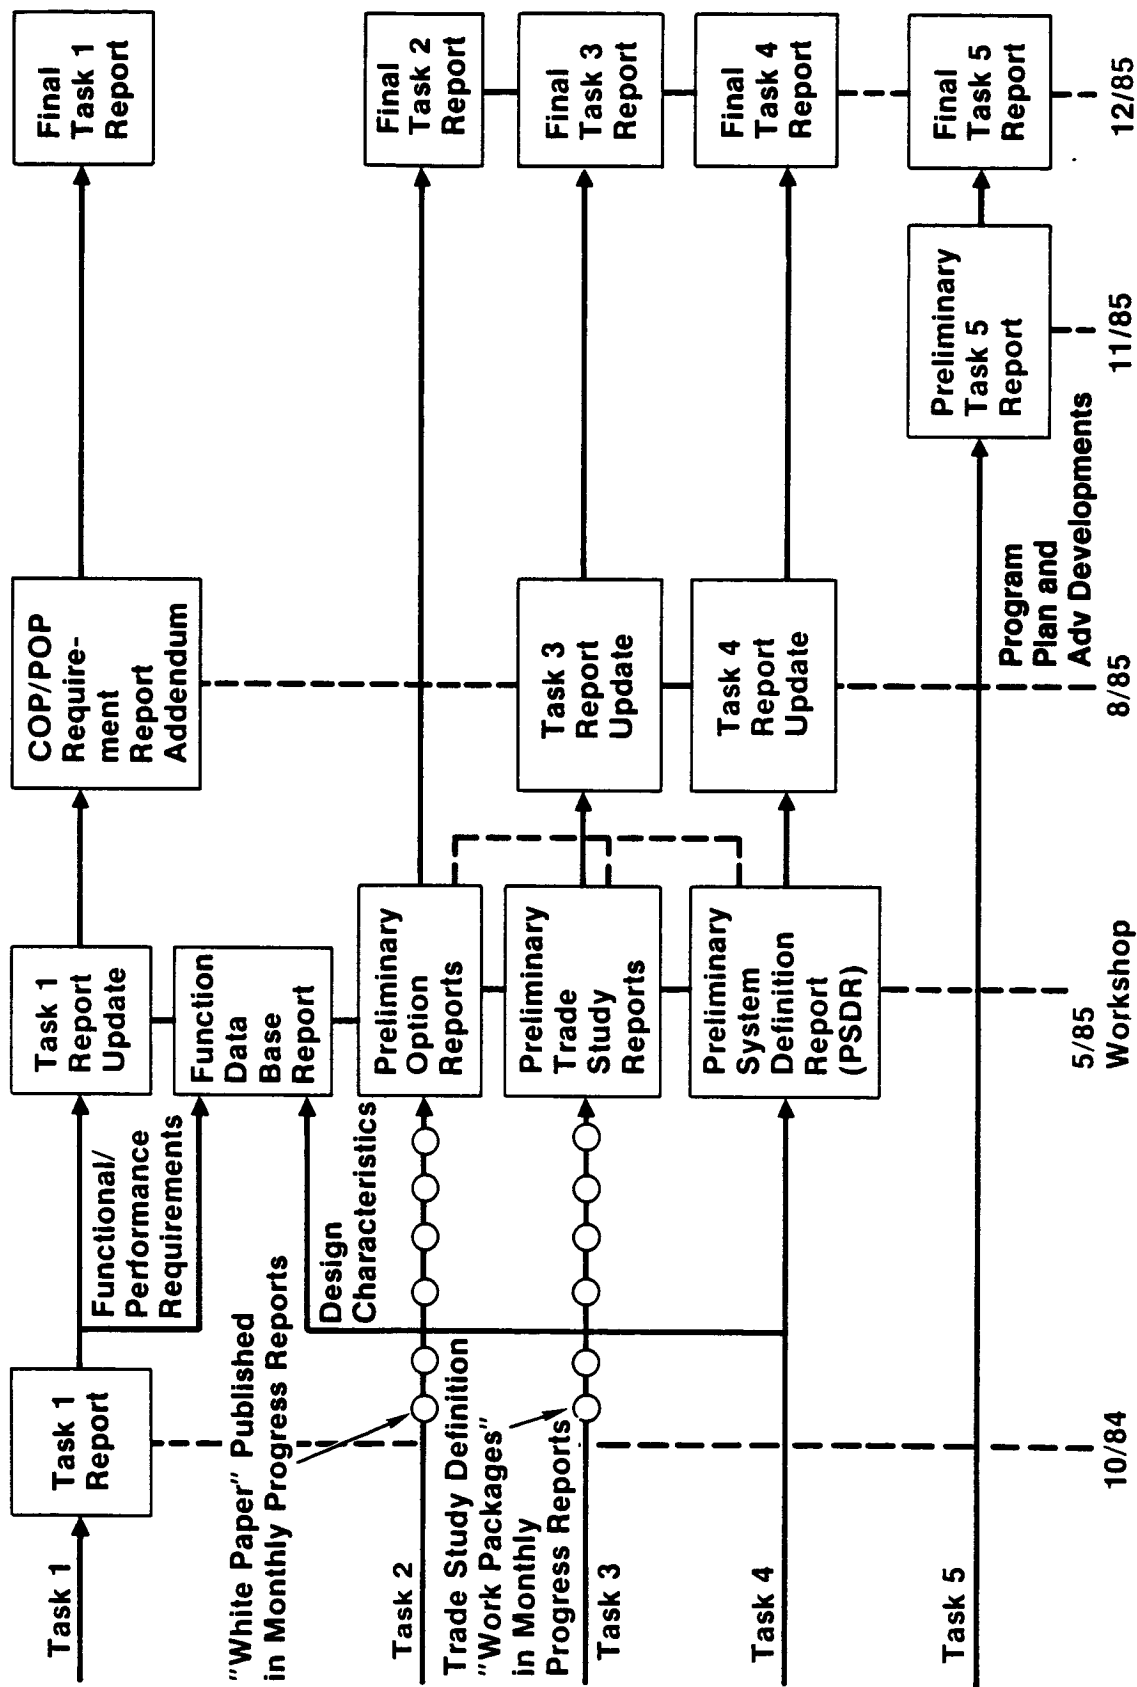 Task 1
Task 1
Report
Functional/
Performance
Requirements
Task 1
Report
Update
COP/POP
Require-
ment
Report
Addendum
Final
Task 1
Report
Function
Data
Base
Report
"White Paper" Published
in Monthly Progress Reports
Design
Characteristics
Task 2
Preliminary
Option
Reports
Final
Task 2
Report
Trade Study Definition
"Work Packages"
in Monthly
Progress Reports
Task 3
Preliminary
Trade
Study
Reports
Task 3
Report
Update
Final
Task 3
Report
Task 4
Preliminary
System
Definition
Report
(PSDR)
Task 4
Report
Update
Final
Task 4
Report
Task 5
Program
Plan and
Adv Developments
Preliminary
Task 5
Report
Final
Task 5
Report
10/84
5/85
Workshop
8/85
11/85
12/85